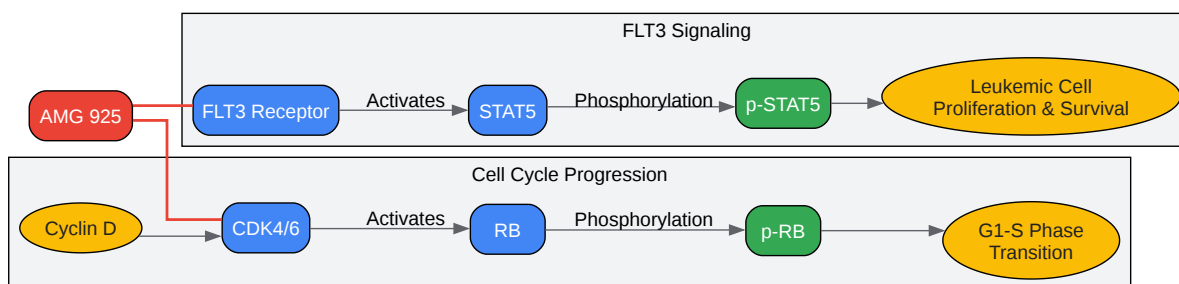 FLT3 Signaling
AMG 925
FLT3 Receptor
Activates
STAT5
Phosphorylation
p-STAT5
Leukemic Cell
Proliferation & Survival
Cell Cycle Progression
Cyclin D
CDK4/6
Activates
RB
Phosphorylation
p-RB
G1-S Phase
Transition